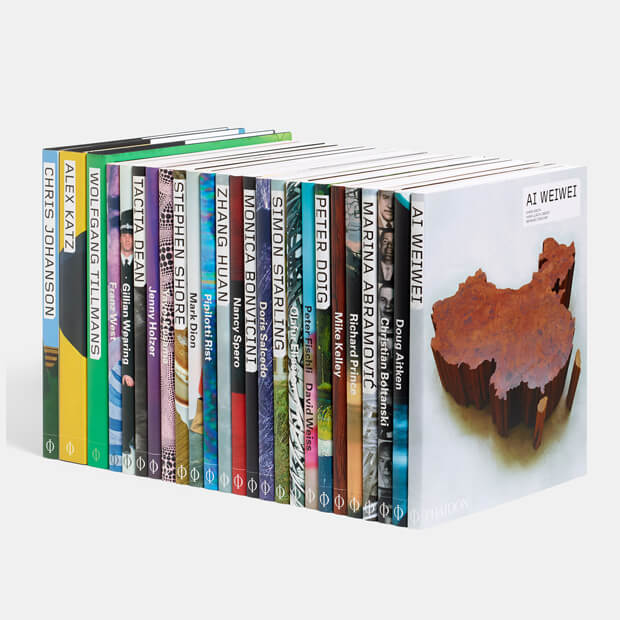 CHRIS JOHANSON
ALEX KATZ
WOLFGANG TILLMANS
Franz West
Gillian Wearing
TACITA DEAN
Jenny Holzer
STEPHEN SHORE
Mark Dion
Pipilotti Rist
ZHANG HUAN
Nancy Spero
MONICA BONVICINI
Doris Salcedo
SIMON STARLING
Peter Fischli David Weiss
PETER DOIG
Mike Kelley
Richard Prince
MARINA ABRAMOVIĆ
Christian Boltanski
Doug Aitken
AI WEIWEI
AI WEIWEI
PHAIDON